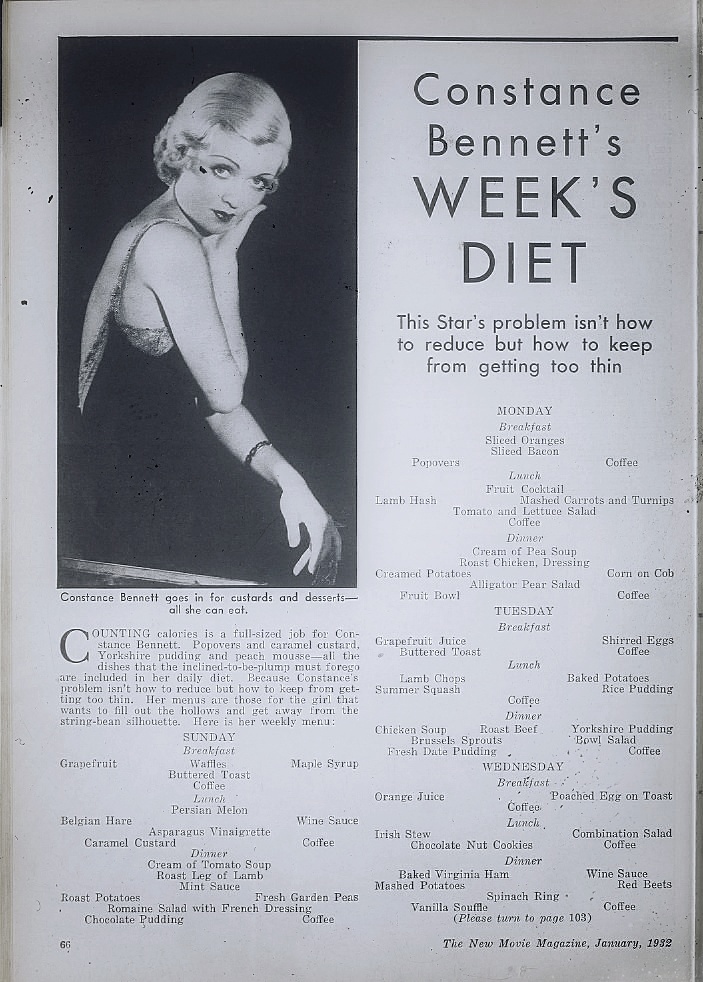 Constance
Bennett's
WEEK'S
DIET
This Star's problem isn't how
to reduce but how to keep
from getting too thin
Constance Bennett goes in for custards and desserts—
all she can eat.
COUNTING calories is a full-sized job for Con-
stance Bennett. Popovers and caramel custard,
Yorkshire pudding and peach mousse—all the
dishes that the inclined-to-be-plump must forego
are included in her daily diet. Because Constance's
problem isn't how to reduce but how to keep from get-
ting too thin. Her menus are those for the girl that
wants to fill out the hollows and get away from the
string-bean silhouette. Here is her weekly menu:
SUNDAY
Breakfast
Grapefruit Waffles Maple Syrup
Buttered Toast
Coffee
Lunch
Persian Melon
Belgian Hare Wine Sauce
Asparagus Vinaigrette
Caramel Custard Coffee
Dinner
Cream of Tomato Soup
Roast Leg of Lamb
Mint Sauce
Roast Potatoes Fresh Garden Peas
Romaine Salad with French Dressing
Chocolate Pudding Coffee
MONDAY
Breakfast
Sliced Oranges
Sliced Bacon
Popovers Coffee
Lunch
Fruit Cocktail
Lamb Hash Mashed Carrots and Turnips
Tomato and Lettuce Salad
Coffee
Dinner
Cream of Pea Soup
Roast Chicken, Dressing
Creamed Potatoes Corn on Cob
Alligator Pear Salad
Fruit Bowl Coffee
TUESDAY
Breakfast
Grapefruit Juice Shirred Eggs
Buttered Toast Coffee
Lunch
Lamb Chops Baked Potatoes
Summer Squash Rice Pudding
Coffee
Dinner
Chicken Soup Roast Beef Yorkshire Pudding
Brussels Sprouts Bowl Salad
Fresh Date Pudding Coffee
WEDNESDAY
Breakfast
Orange Juice Poached Egg on Toast
Coffee
Lunch
Irish Stew Combination Salad
Chocolate Nut Cookies Coffee
Dinner
Baked Virginia Ham Wine Sauce
Mashed Potatoes Red Beets
Spinach Ring
Vanilla Souffle Coffee
(Please turn to page 103)
66
The New Movie Magazine, January, 1932